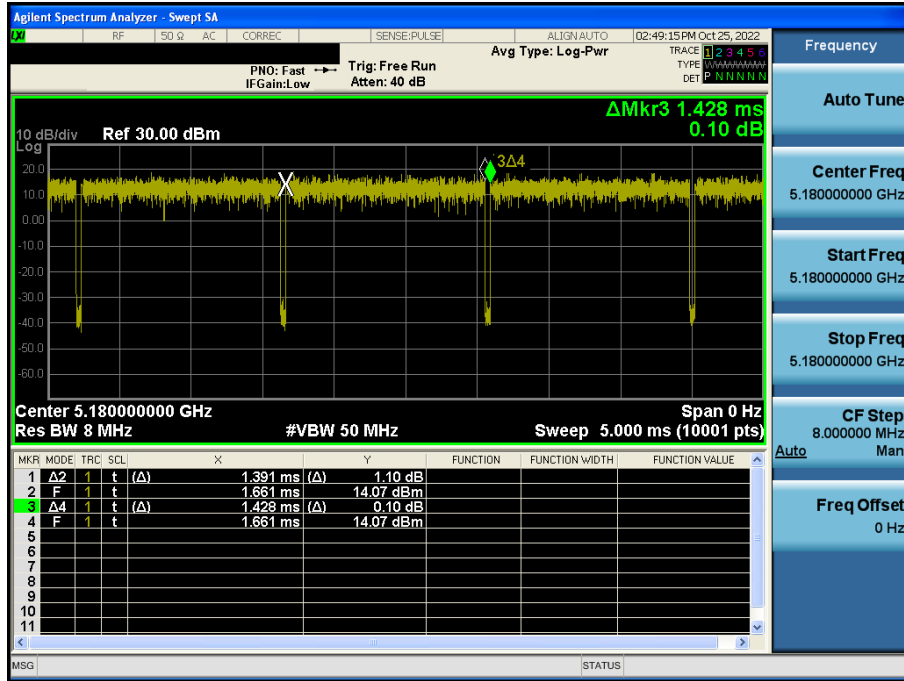 Agilent Spectrum Analyzer - Swept SA
LXI RF 50 Ω AC CORREC SENSE:PULSE ALIGN AUTO 02:49:15 PM Oct 25, 2022
Avg Type: Log-Pwr TRACE 1 2 3 4 5 6
PNO: Fast Trig: Free Run TYPE WWWWWW
IFGain:Low Atten: 40 dB DET P N N N N N
Frequency
ΔMkr3 1.428 ms
0.10 dB
10 dB/div Ref 30.00 dBm
Log
3Δ4
20.0
10.0
0.00
-10.0
-20.0
-30.0
-40.0
-50.0
-60.0
X
Center 5.180000000 GHz Span 0 Hz
Res BW 8 MHz #VBW 50 MHz Sweep 5.000 ms (10001 pts)
MKR MODE TRC SCL X Y FUNCTION FUNCTION WIDTH FUNCTION VALUE
1 Δ2 1 t (Δ) 1.391 ms (Δ) 1.10 dB
2 F 1 t 1.661 ms 14.07 dBm
3 Δ4 1 t (Δ) 1.428 ms (Δ) 0.10 dB
4 F 1 t 1.661 ms 14.07 dBm
5
6
7
8
9
10
11
MSG STATUS
Auto Tune
Center Freq
5.180000000 GHz
Start Freq
5.180000000 GHz
Stop Freq
5.180000000 GHz
CF Step
8.000000 MHz
Auto Man
Freq Offset
0 Hz